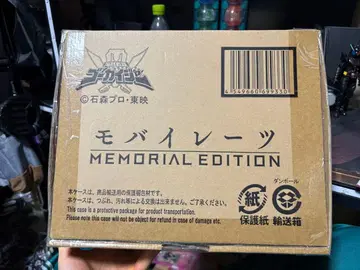 ゴーカイジャー
©石森プロ・東映
4549660699330
モバイレーツ
MEMORIAL EDITION
本ケースは、商品輸送用の保護梱包材です。
本ケースは、つぶれ、汚れ等による交換は出来ません。ご了承ください。
This case is a protective package for product transportation.
Please note this case will not be object for refund in case of damage etc.
紙
保護紙
ダンボール
輸送箱